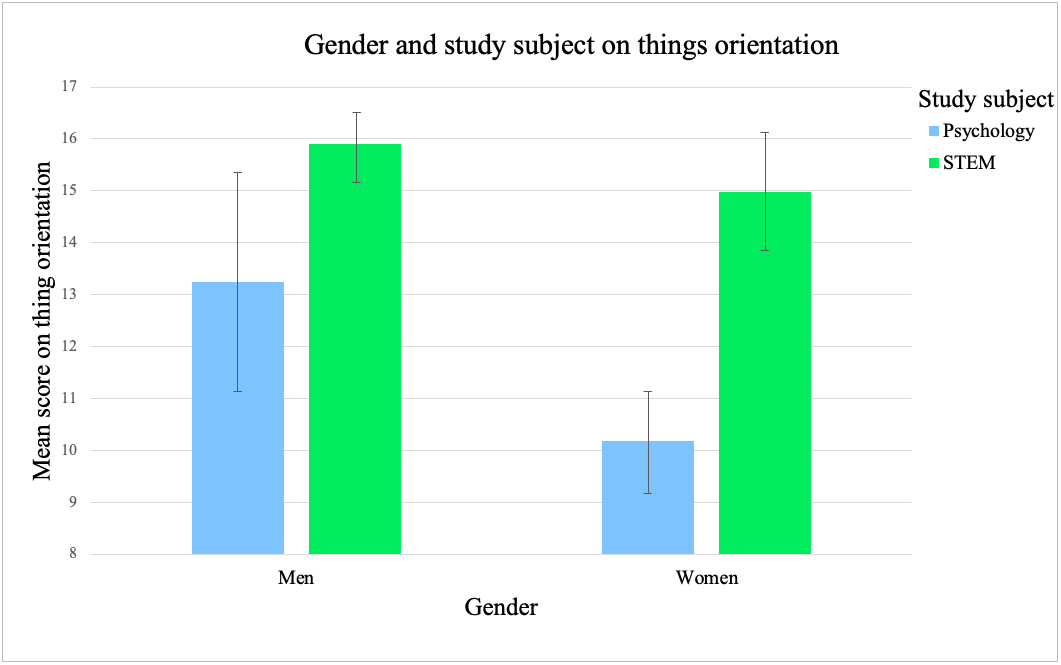 Gender and study subject on things orientation
Study subject
Psychology
STEM
Mean score on thing orientation
17
16
15
14
13
12
11
10
9
8
Men
Women
Gender